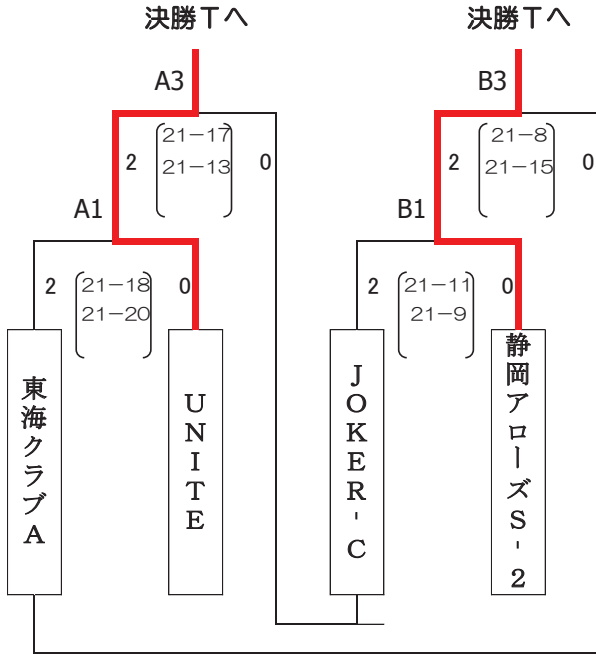 決勝Tへ 決勝Tへ
A3 B3
2 21-17 0 2 21-8 0
21-13 21-15
A1 B1
2 21-18 0 2 21-11 0
21-20 21-9
東海クラブA
UNITE
JOKER-C
静岡アローズS-2